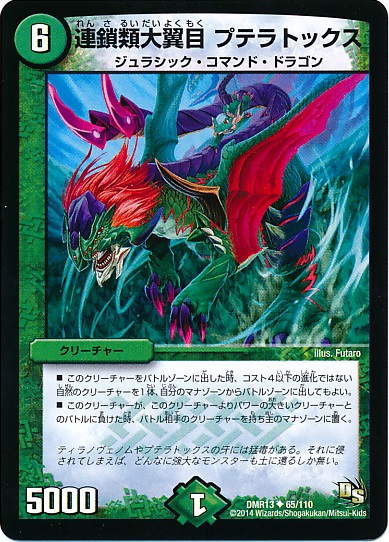 6
れんさるいだいよくもく
連鎖類大翼目 プテラトックス
ジュラシック・コマンド・ドラゴン
クリーチャー
Illus. Futaro
■ このクリーチャーをバトルゾーンに出した時、コスト4以下の進化ではない
自然のクリーチャーを1体、自分のマナゾーンからバトルゾーンに出してもよい。
■ このクリーチャーが、このクリーチャーよりパワーの大きいクリーチャーと
のバトルに負けた時、バトル相手のクリーチャーを持ち主のマナゾーンに置く。
ティラノヴェノムやプテラトックスの牙には猛毒がある。それに侵
されてしまえば、どんなに強大なモンスターも土に還るしか無い。
5000
1
DS
DMR13 ◆ 65/110
©2014 Wizards/Shogakukan/Mitsui-Kids